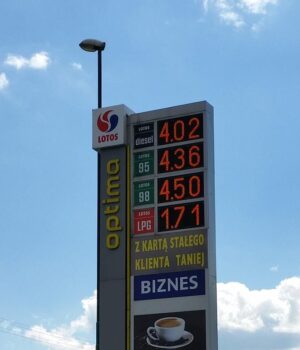 LOTOS
optima
LOTOS diesel 4.02
LOTOS 95 4.36
LOTOS 98 4.50
LOTOS LPG 1.71
Z KARTĄ STAŁEGO
KLIENTA TANIEJ
BIZNES